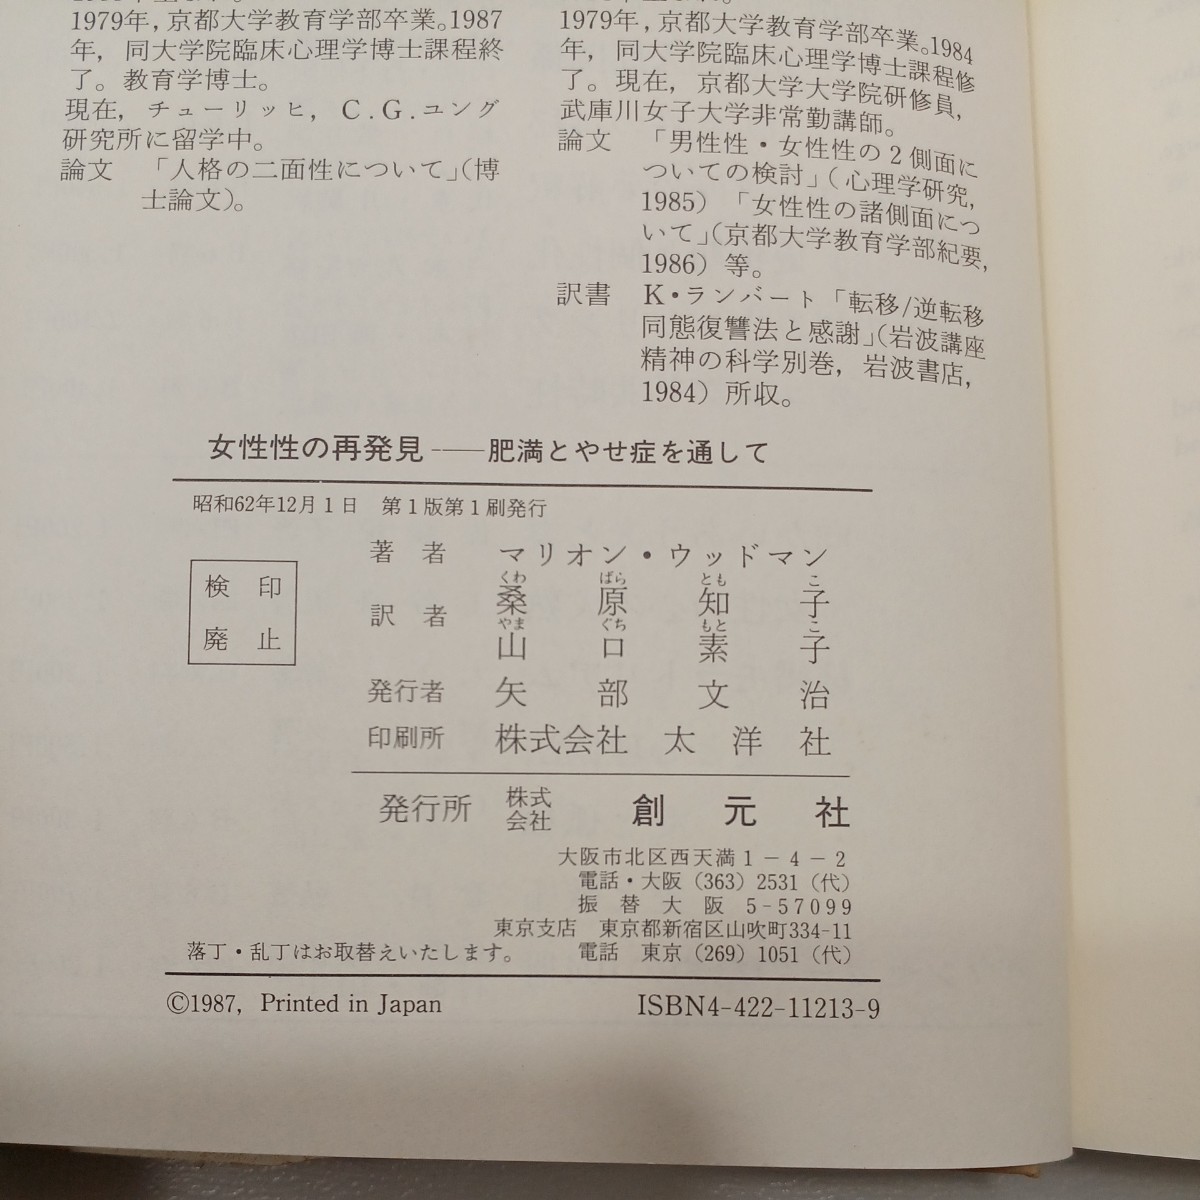 1979年，京都大学教育学部卒業。1987
年，同大学院臨床心理学博士課程終
了。教育学博士。
現在，チューリッヒ，C.G.ユング
研究所に留学中。
論文　「人格の二面性について」（博
士論文）。
1979年，京都大学教育学部卒業。1984
年，同大学院臨床心理学博士課程修
了。現在，京都大学大学院研修員，
武庫川女子大学非常勤講師。
論文　「男性性・女性性の２側面に
ついての検討」（心理学研究，
1985）「女性性の諸側面につ
いて」（京都大学教育学部紀要，
1986）等。
訳書　K・ランバート「転移/逆転移
同態復讐法と感謝」（岩波講座
精神の科学別巻，岩波書店，
1984）所収。
女性性の再発見――肥満とやせ症を通して
昭和62年12月１日　第１版第１刷発行
検印
廃止
著者　マリオン・ウッドマン
くわ ばら とも こ
訳者　桑原知子
やま ぐち もと こ
山口素子
発行者　矢部文治
印刷所　株式会社　太洋社
発行所　株式会社　創元社
大阪市北区西天満１－４－２
電話・大阪（363）2531（代）
振替大阪　5-57099
東京支店　東京都新宿区山吹町334-11
落丁・乱丁はお取替えいたします。　電話　東京（269）1051（代）
©1987, Printed in Japan　ISBN4-422-11213-9